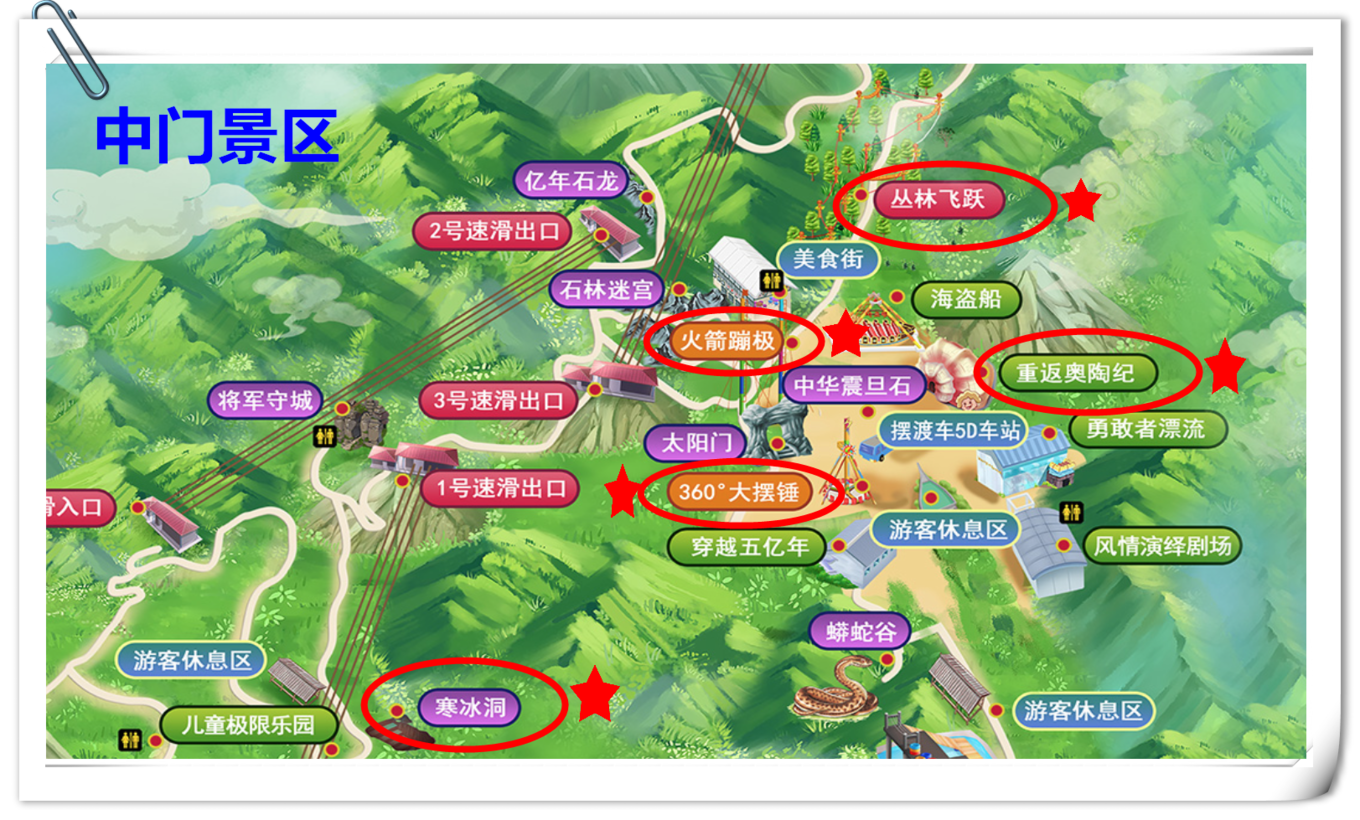 中门景区
亿年石龙
丛林飞跃
2号速滑出口
美食街
石林迷宫
海盗船
火箭蹦极
重返奥陶纪
中华震旦石
将军守城
3号速滑出口
摆渡车5D车站
勇敢者漂流
太阳门
1号速滑出口
360°大摆锤
滑入口
游客休息区
穿越五亿年
风情演绎剧场
蟒蛇谷
游客休息区
寒冰洞
游客休息区
儿童极限乐园